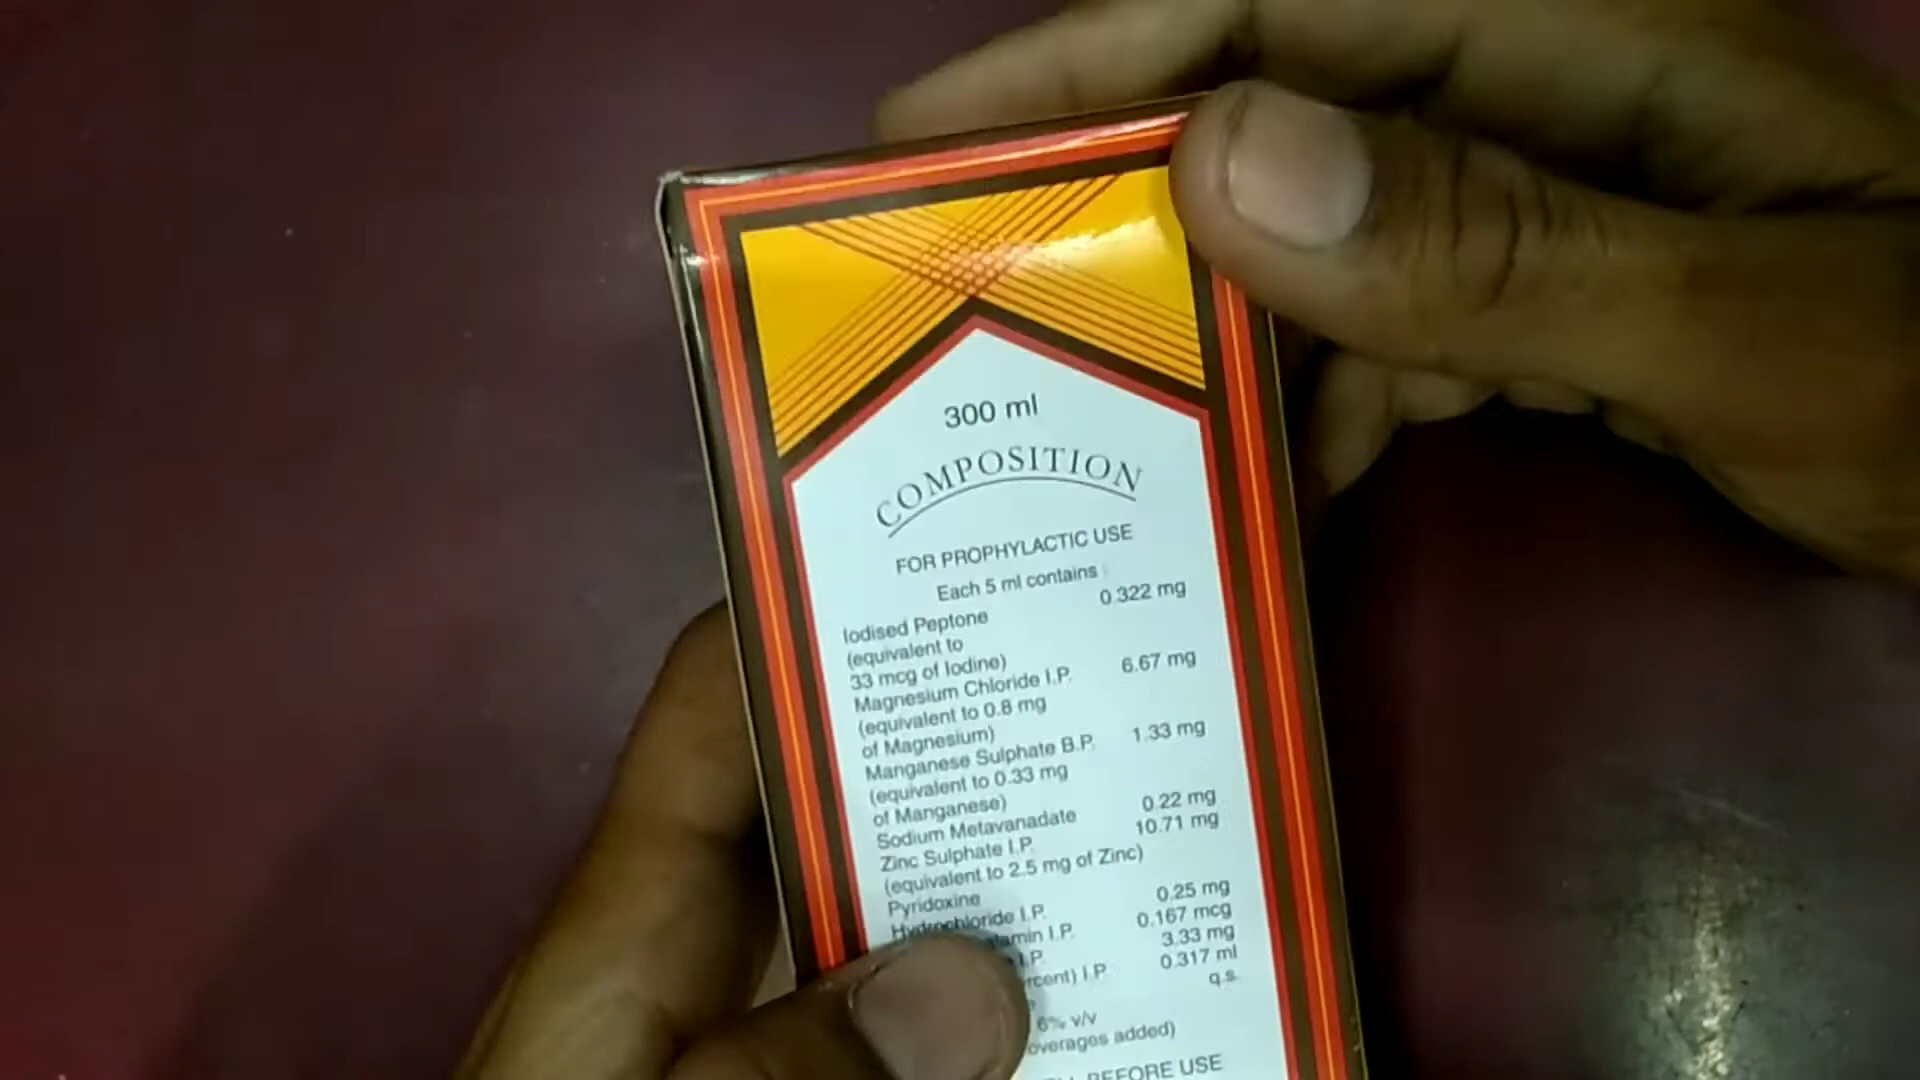 300 ml
COMPOSITION
FOR PROPHYLACTIC USE
Each 5 ml contains :
Iodised Peptone 0.322 mg
(equivalent to
33 mcg of Iodine)
Magnesium Chloride I.P. 6.67 mg
(equivalent to 0.8 mg
of Magnesium)
Manganese Sulphate B.P. 1.33 mg
(equivalent to 0.33 mg
of Manganese)
Sodium Metavanadate 0.22 mg
Zinc Sulphate I.P. 10.71 mg
(equivalent to 2.5 mg of Zinc)
Pyridoxine
Hydrochloride I.P. 0.25 mg
I.P. 0.167 mcg
I.P. 3.33 mg
I.P. 0.317 ml
q.s.
6% v/v
overages added)
BEFORE USE